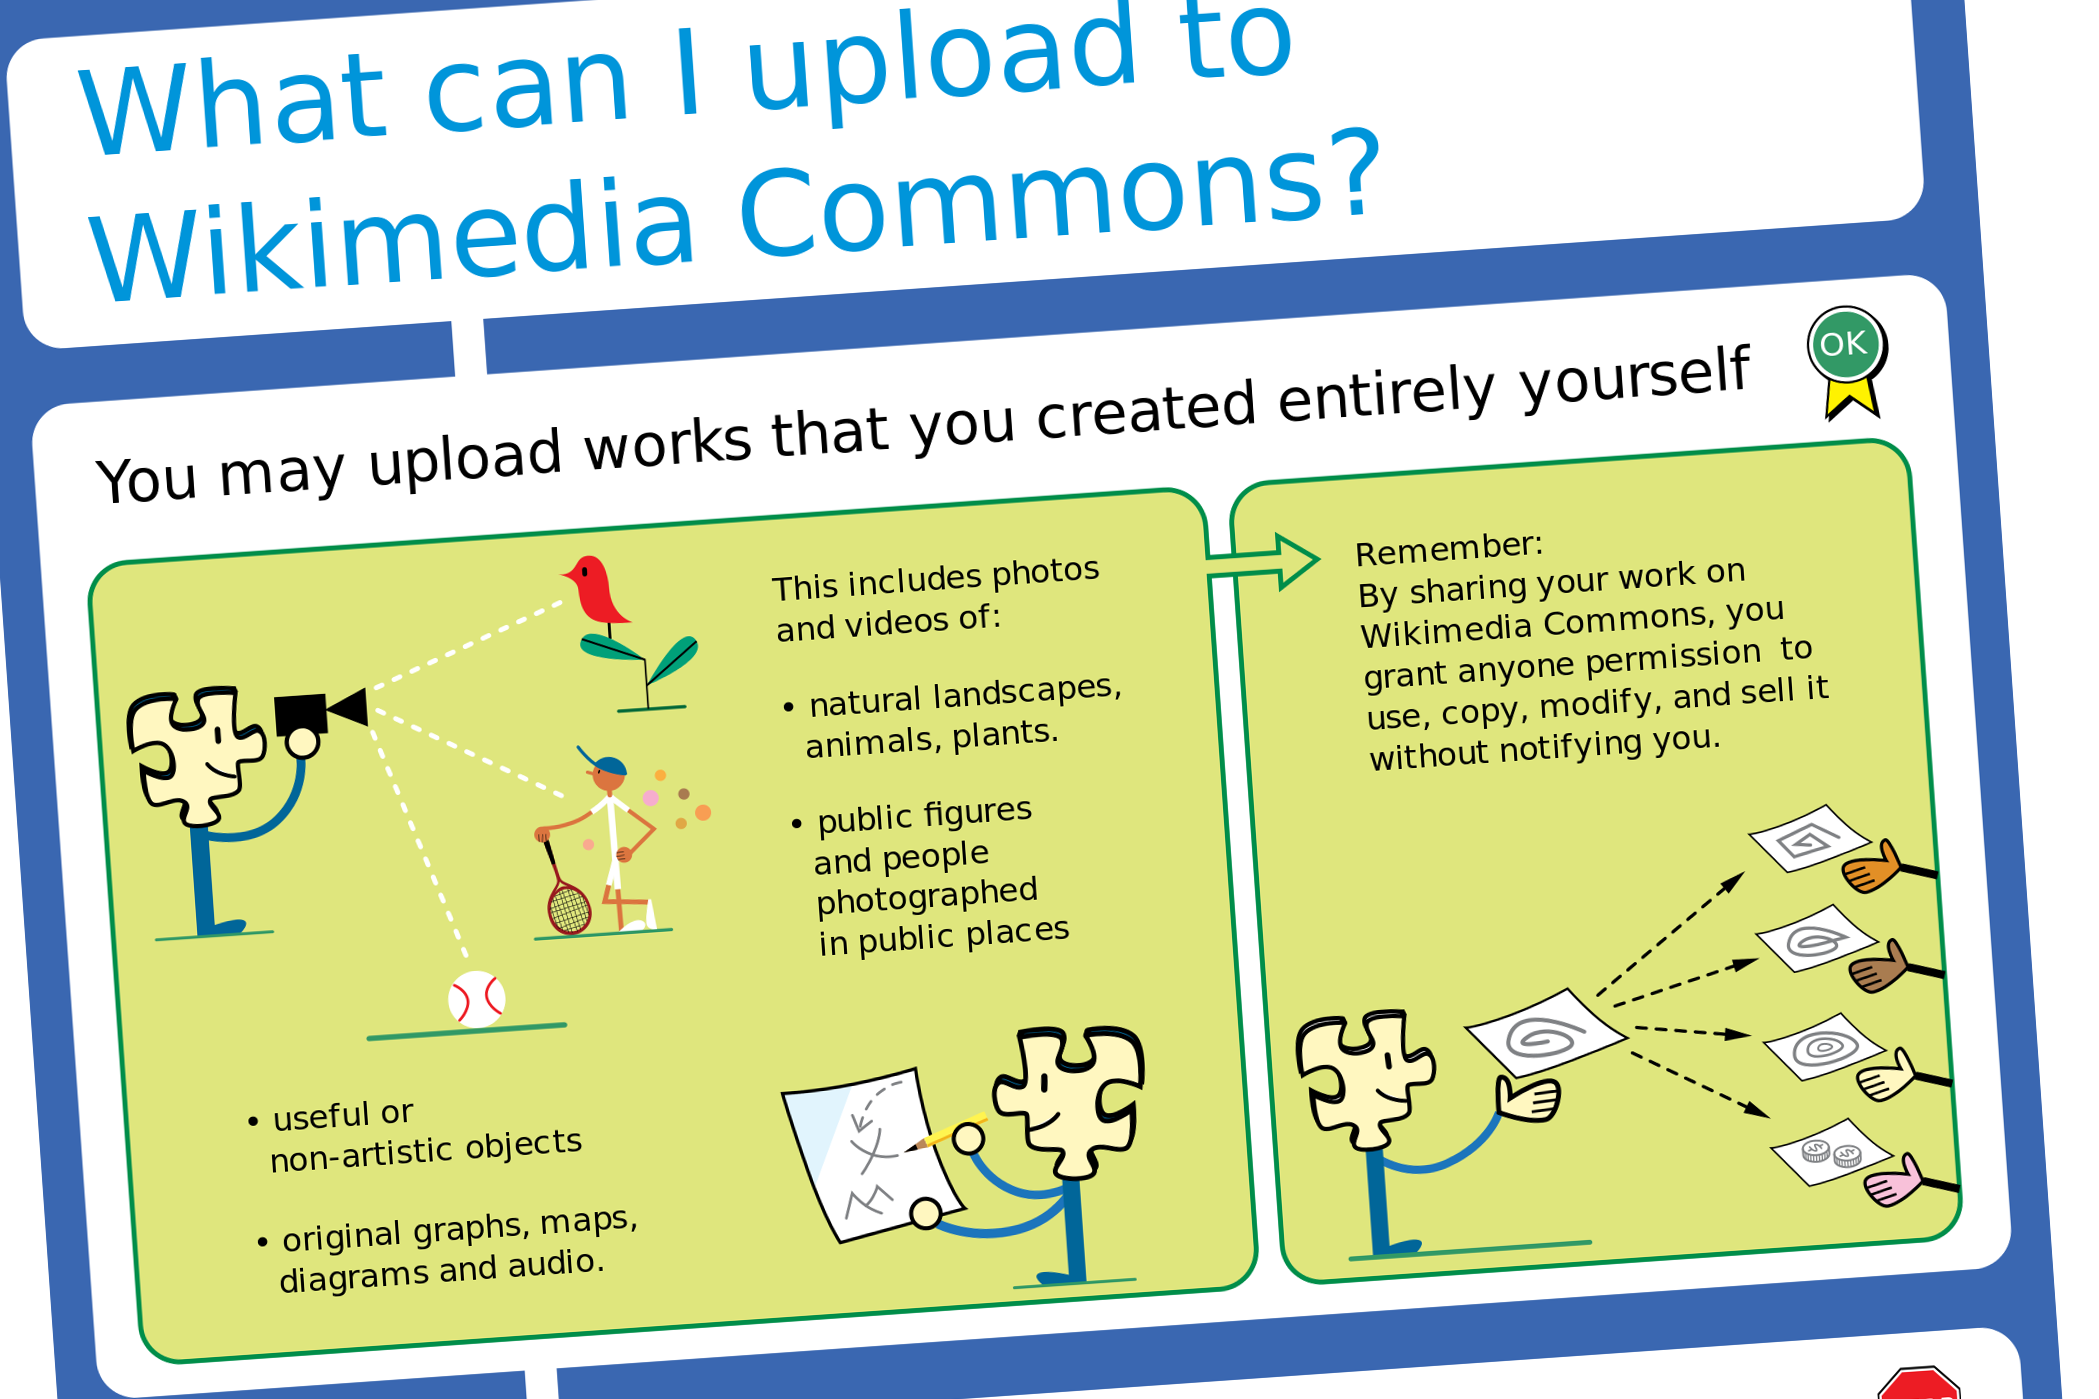 What can I upload to
Wikimedia Commons?
You may upload works that you created entirely yourself
OK
This includes photos
and videos of:
• natural landscapes,
animals, plants.
• public figures
and people
photographed
in public places
• useful or
non-artistic objects
• original graphs, maps,
diagrams and audio.
Remember:
By sharing your work on
Wikimedia Commons, you
grant anyone permission to
use, copy, modify, and sell it
without notifying you.
$ $